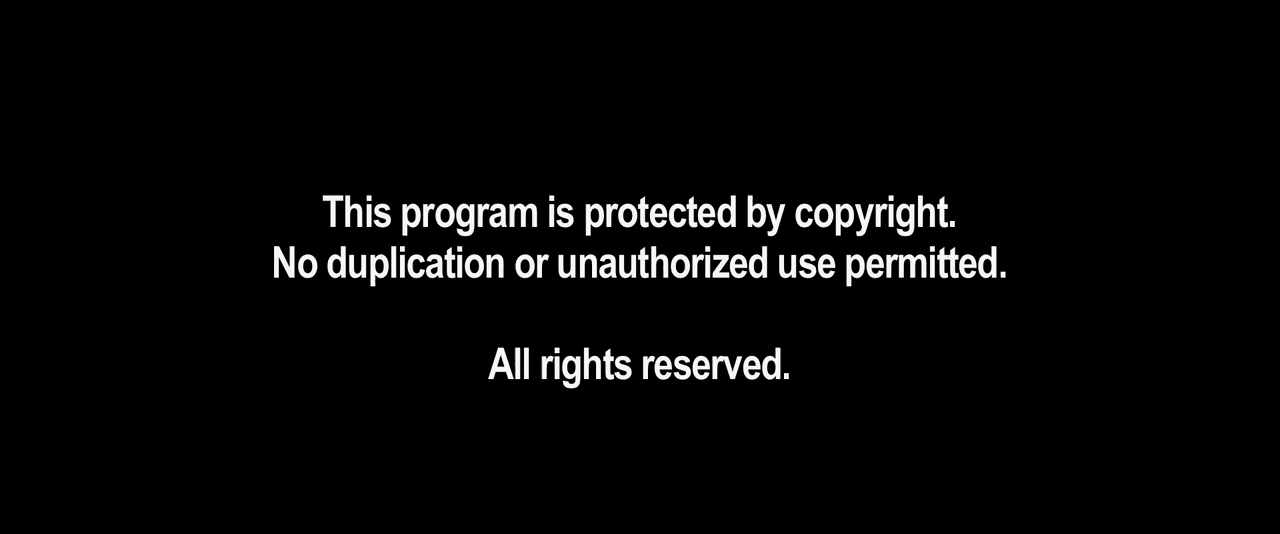 This program is protected by copyright.
No duplication or unauthorized use permitted.
All rights reserved.